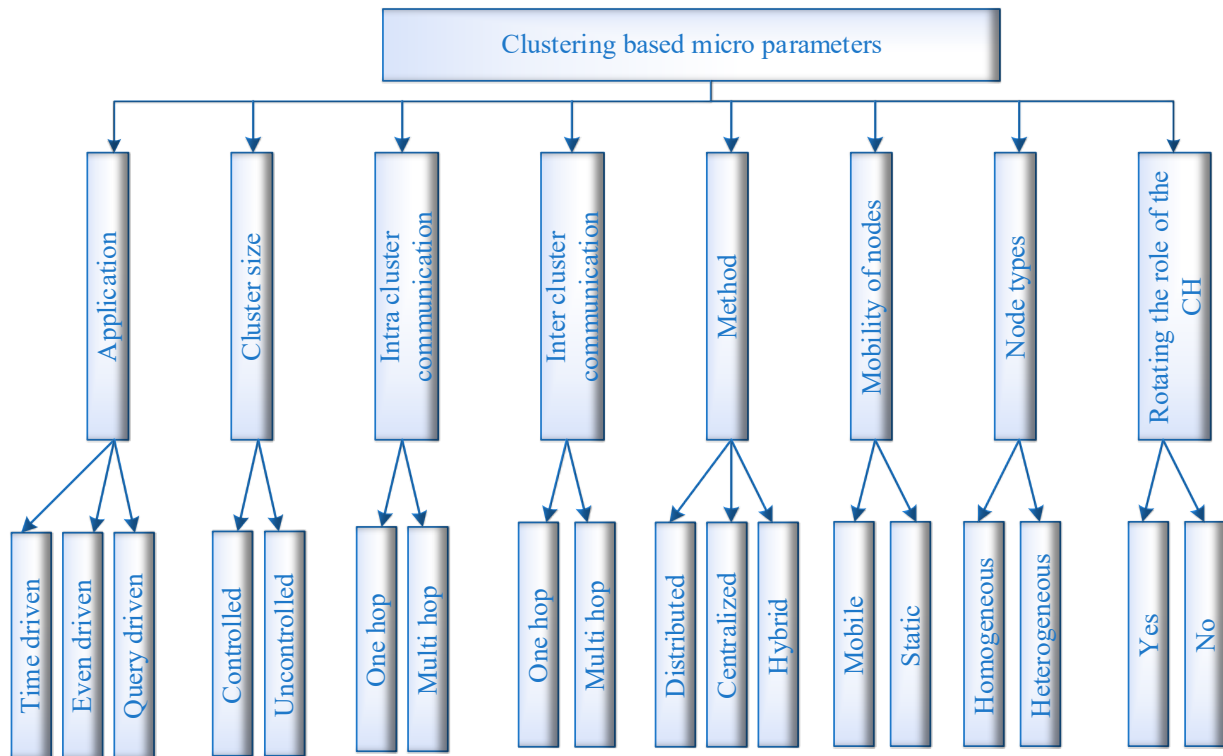 Clustering based micro parameters
Application
Cluster size
Intra cluster
communication
Inter cluster
communication
Method
Mobility of nodes
Node types
Rotating the role of the
CH
Time driven
Even driven
Query driven
Controlled
Uncontrolled
One hop
Multi hop
One hop
Multi hop
Distributed
Centralized
Hybrid
Mobile
Static
Homogeneous
Heterogeneous
Yes
No